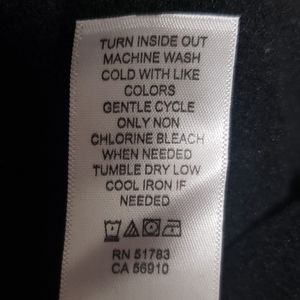 TURN INSIDE OUT
MACHINE WASH
COLD WITH LIKE
COLORS
GENTLE CYCLE
ONLY NON
CHLORINE BLEACH
WHEN NEEDED
TUMBLE DRY LOW
COOL IRON IF
NEEDED
RN 51783
CA 56910